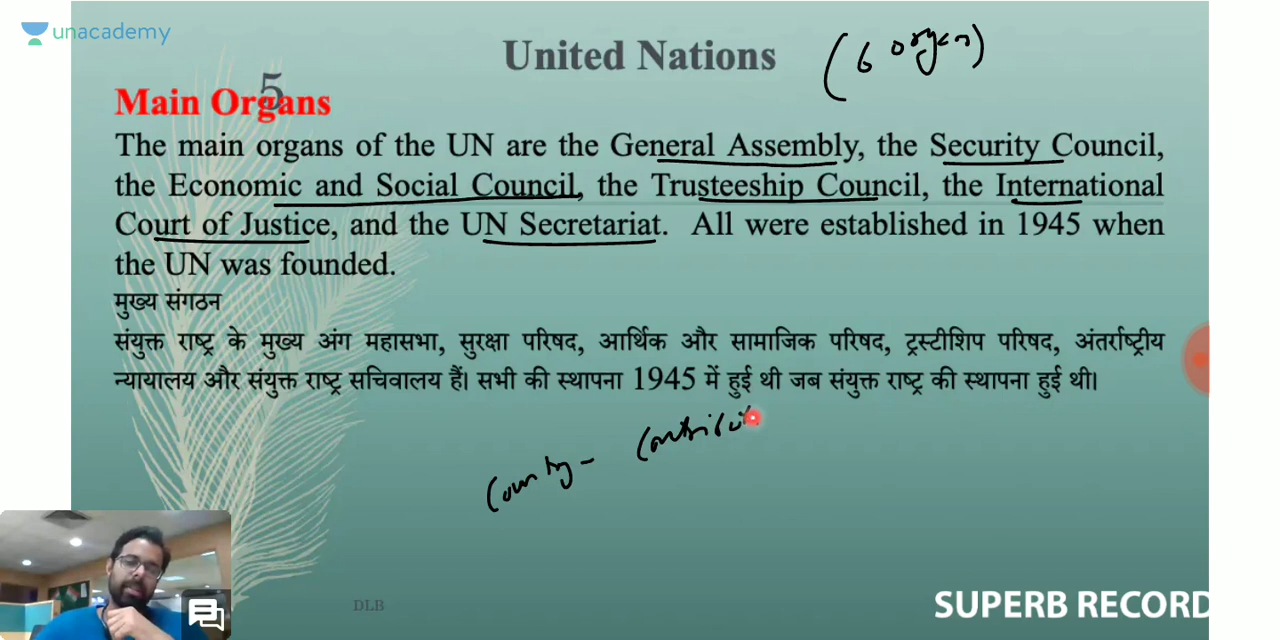 unacademy
United Nations
(6 organ)
5
Main Organs
The main organs of the UN are the General Assembly, the Security Council,
the Economic and Social Council, the Trusteeship Council, the International
Court of Justice, and the UN Secretariat. All were established in 1945 when
the UN was founded.
मुख्य संगठन
संयुक्त राष्ट्र के मुख्य अंग महासभा, सुरक्षा परिषद, आर्थिक और सामाजिक परिषद, ट्रस्टीशिप परिषद, अंतर्राष्ट्रीय
न्यायालय और संयुक्त राष्ट्र सचिवालय हैं। सभी की स्थापना 1945 में हुई थी जब संयुक्त राष्ट्र की स्थापना हुई थी।
DLB
SUPERB RECORD